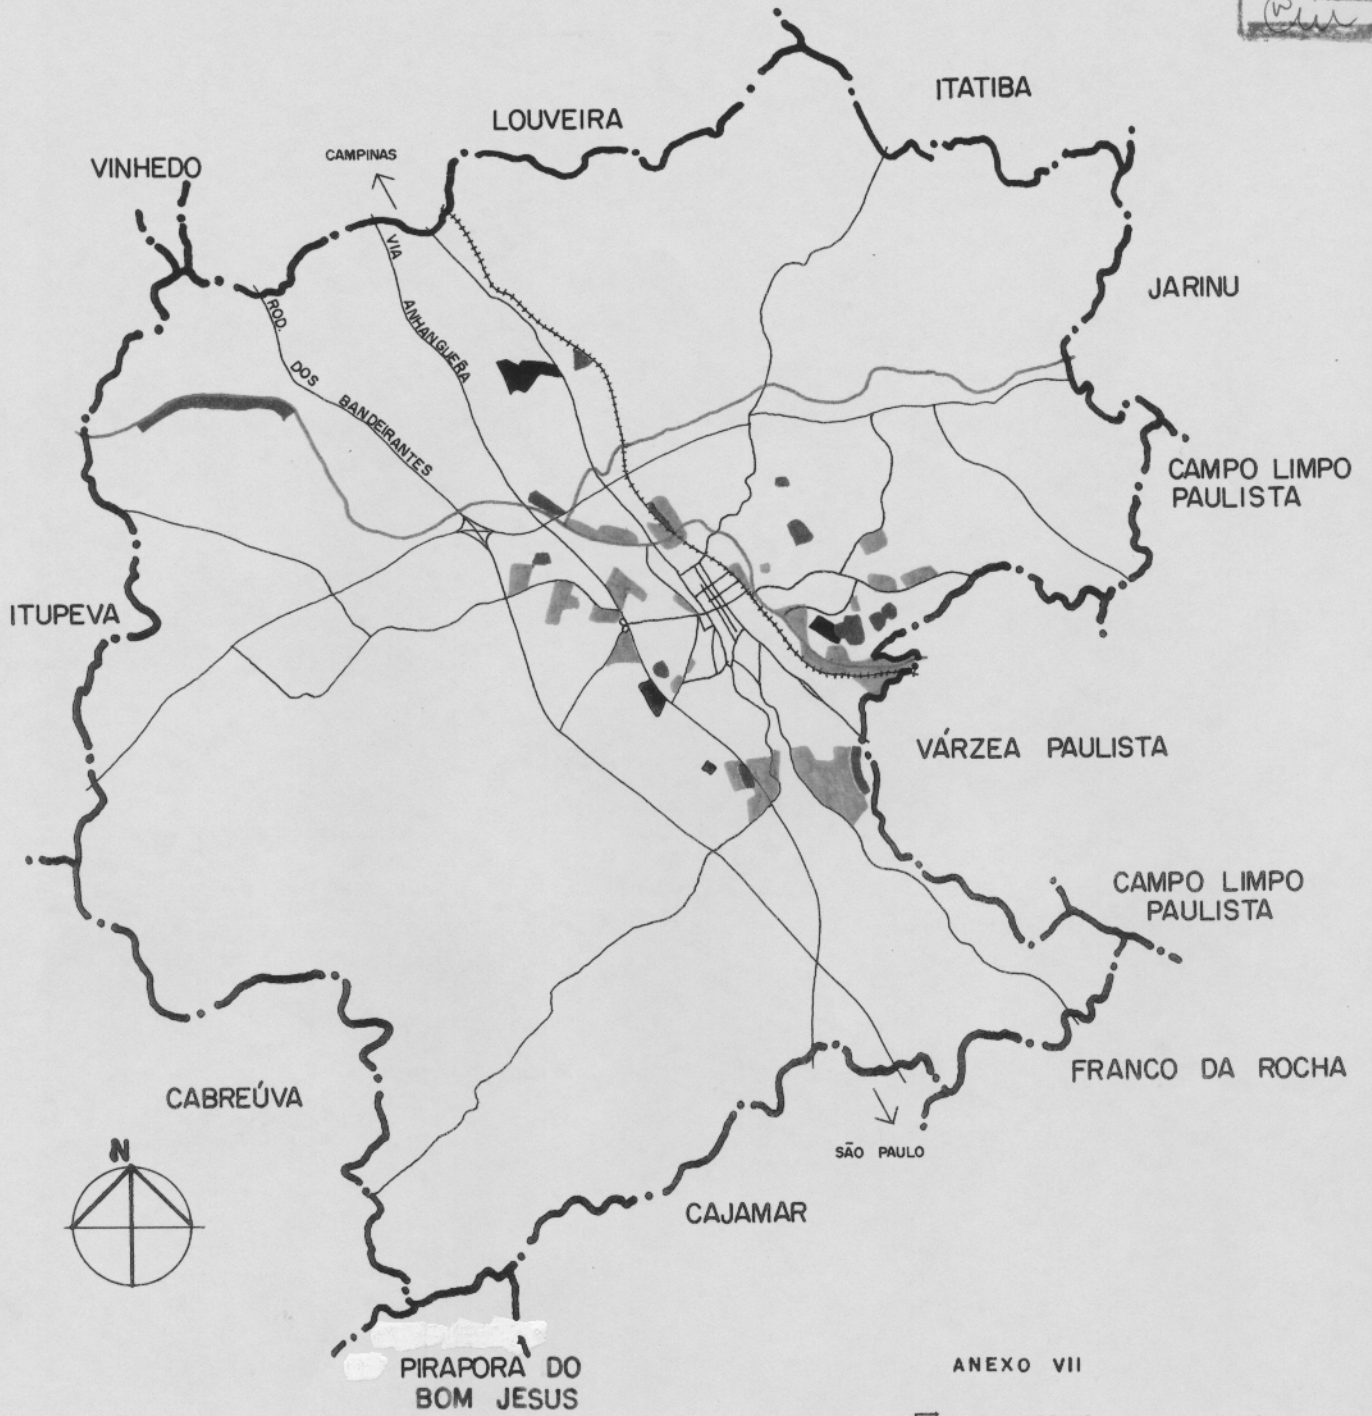 ITATIBA
LOUVEIRA
CAMPINAS
VINHEDO
VIA
ANHANGUERA
JARINU
ROD.
DOS
BANDEIRANTES
CAMPO LIMPO
PAULISTA
ITUPEVA
VÁRZEA PAULISTA
CAMPO LIMPO
PAULISTA
FRANCO DA ROCHA
CABREÚVA
N
SÃO PAULO
CAJAMAR
PIRAPORA DO
BOM JESUS
ANEXO VII